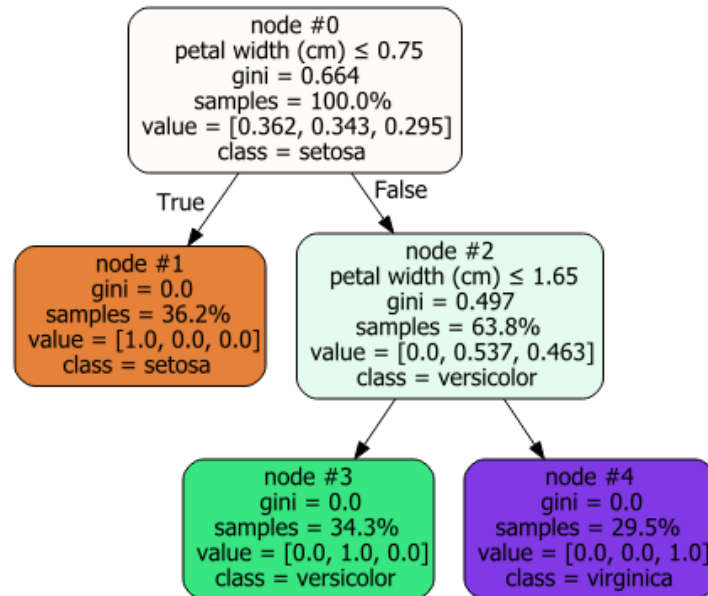 node #0
petal width (cm) ≤ 0.75
gini = 0.664
samples = 100.0%
value = [0.362, 0.343, 0.295]
class = setosa
True
False
node #1
gini = 0.0
samples = 36.2%
value = [1.0, 0.0, 0.0]
class = setosa
node #2
petal width (cm) ≤ 1.65
gini = 0.497
samples = 63.8%
value = [0.0, 0.537, 0.463]
class = versicolor
node #3
gini = 0.0
samples = 34.3%
value = [0.0, 1.0, 0.0]
class = versicolor
node #4
gini = 0.0
samples = 29.5%
value = [0.0, 0.0, 1.0]
class = virginica